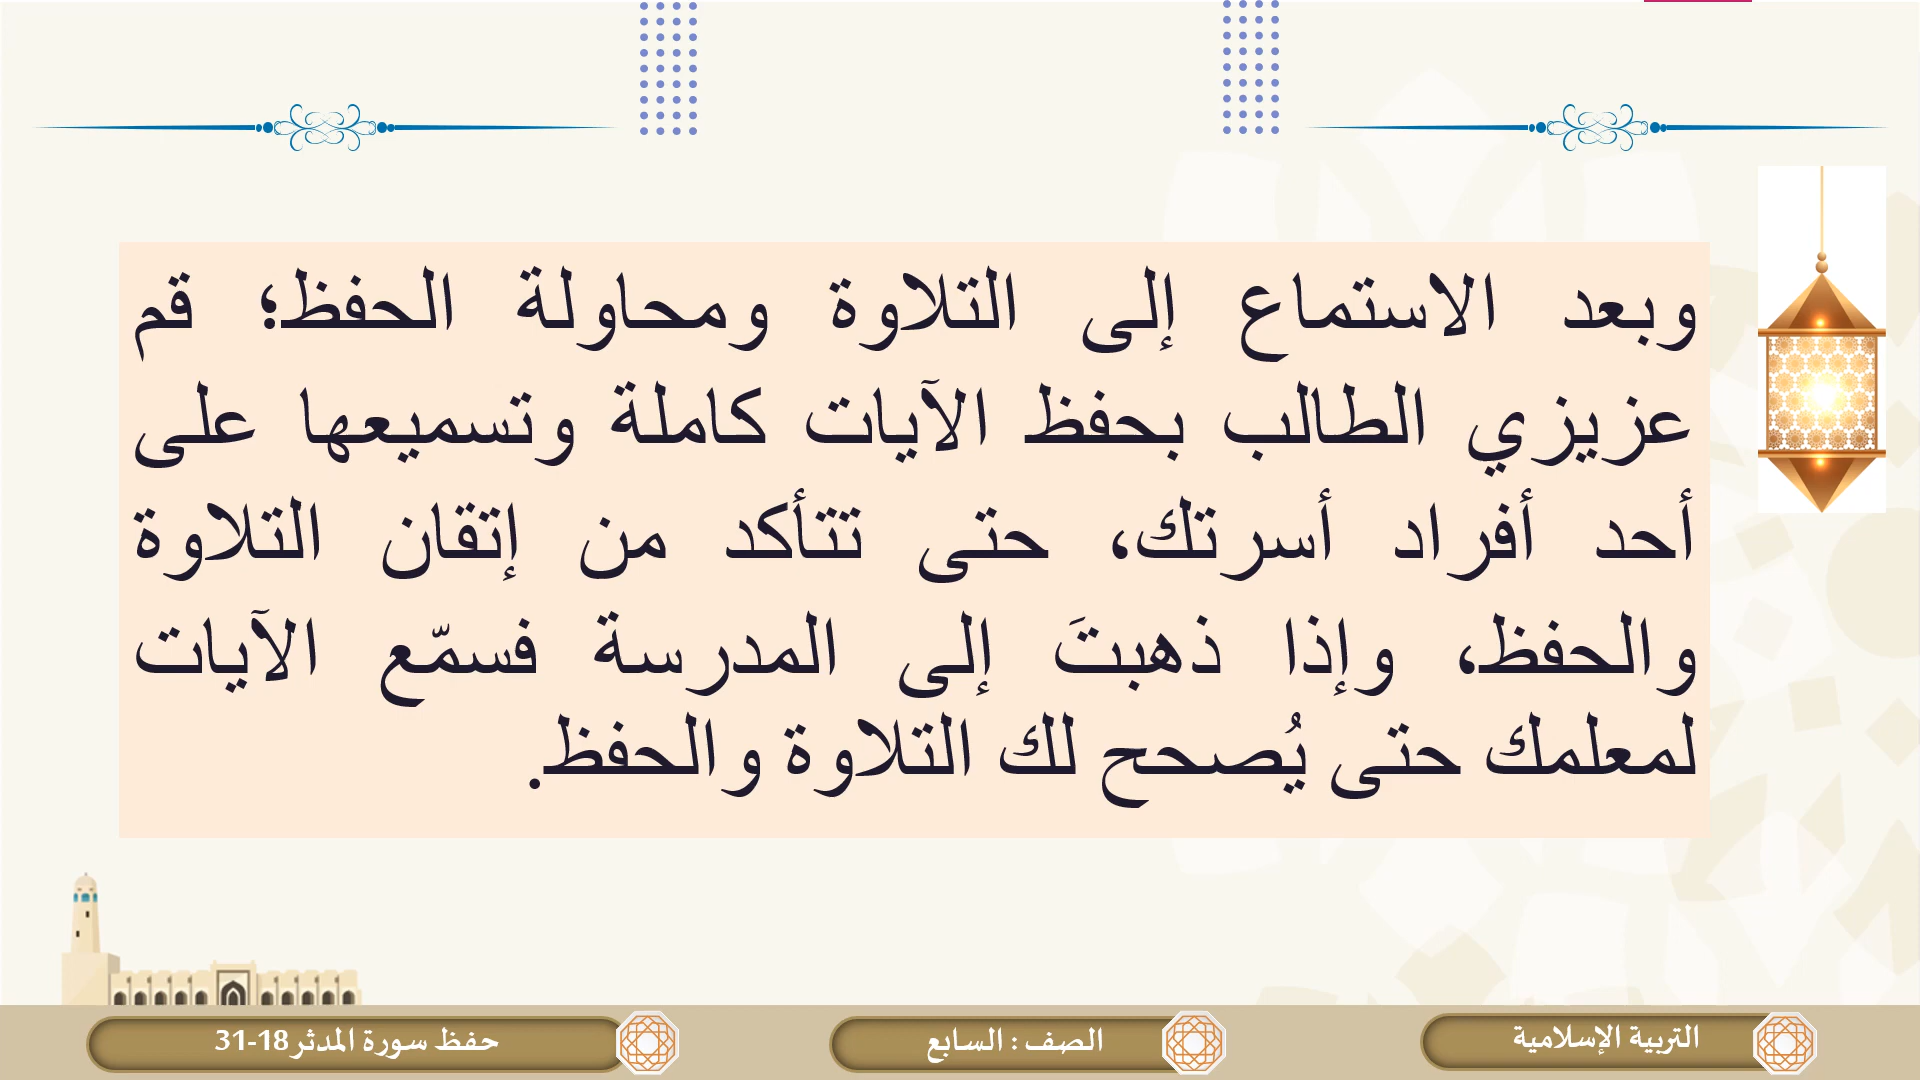 وبعد الاستماع إلى التلاوة ومحاولة الحفظ؛ قم
عزيزي الطالب بحفظ الآيات كاملة وتسميعها على
أحد أفراد أسرتك، حتى تتأكد من إتقان التلاوة
والحفظ، وإذا ذهبتَ إلى المدرسة فسمّع الآيات
لمعلمك حتى يُصحح لك التلاوة والحفظ.
التربية الإسلامية
الصف : السابع
حفظ سورة المدثر18-31